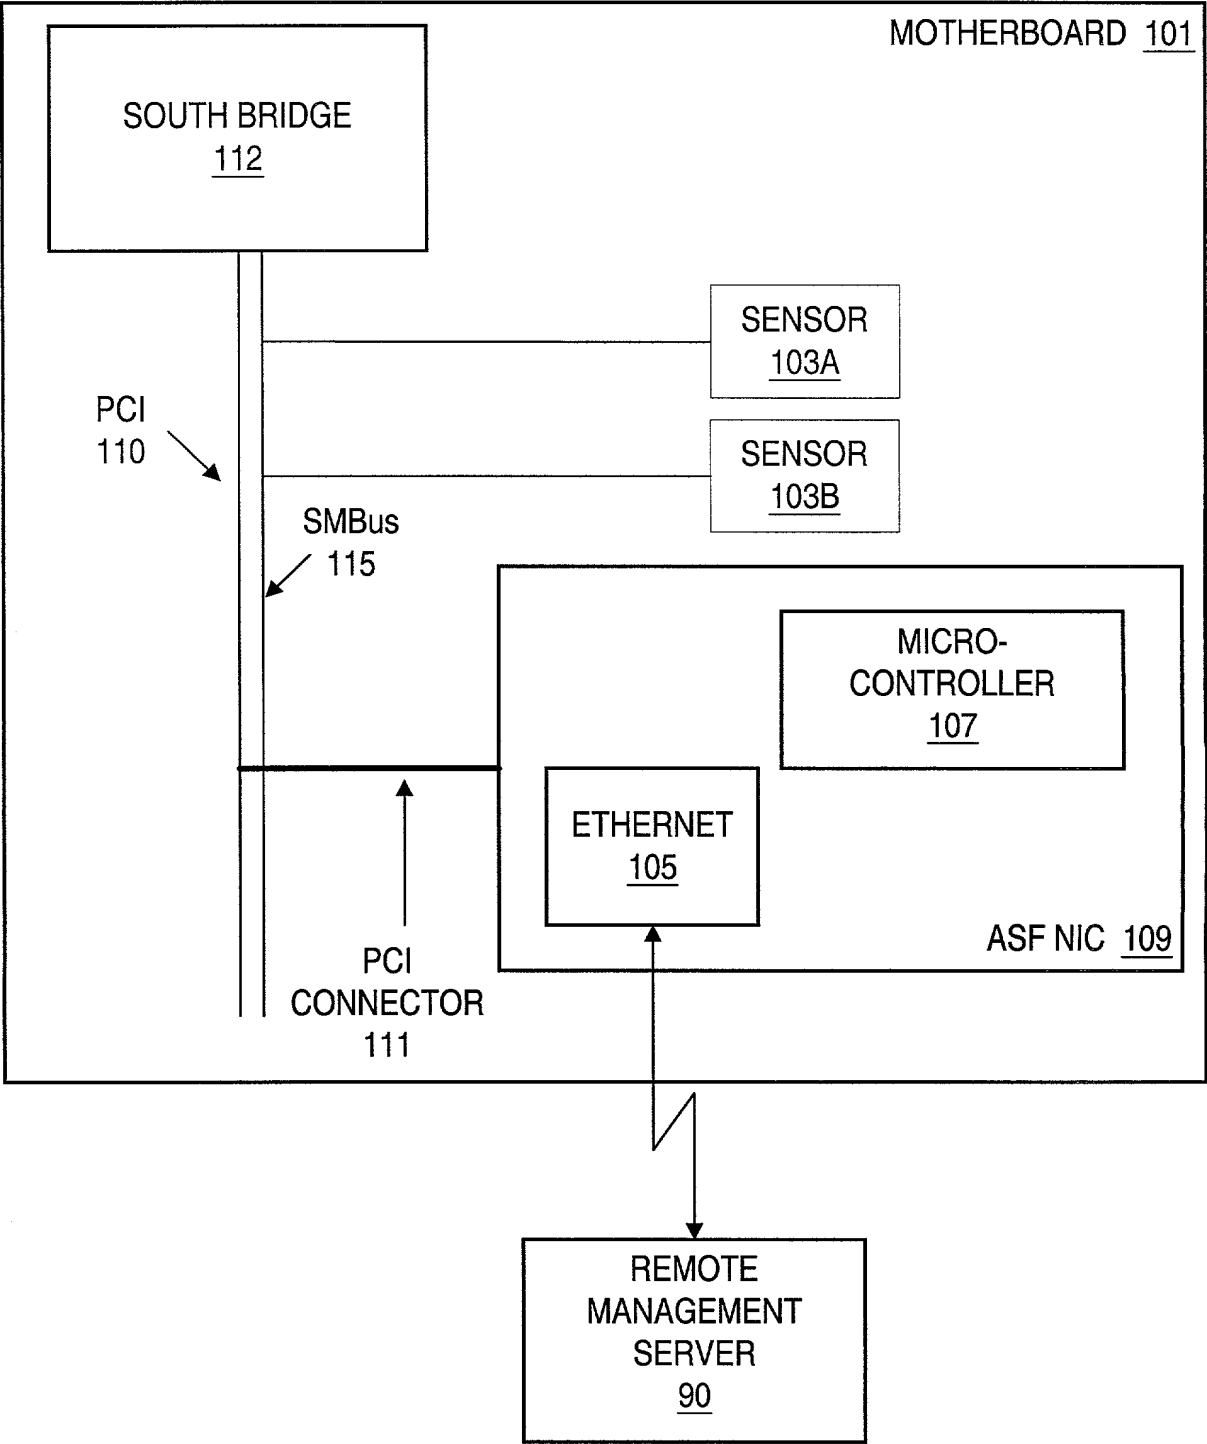 MOTHERBOARD 101
SOUTH BRIDGE
112
SENSOR
103A
PCI
110
SENSOR
103B
SMBus
115
MICRO-
CONTROLLER
107
ETHERNET
105
ASF NIC 109
PCI
CONNECTOR
111
REMOTE
MANAGEMENT
SERVER
90